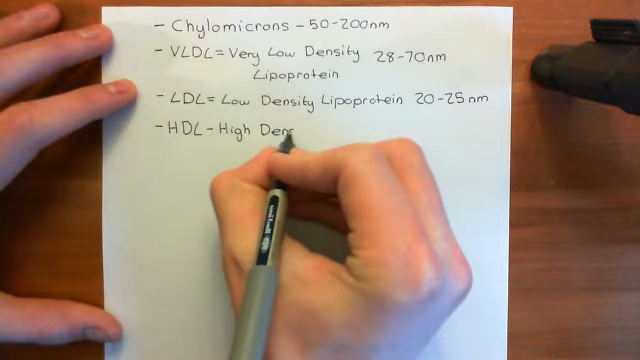 - Chylomicrons - 50-200nm
- VLDL = Very Low Density 28-70nm
Lipoprotein
- LDL = Low Density Lipoprotein 20-25nm
- HDL - High Dens